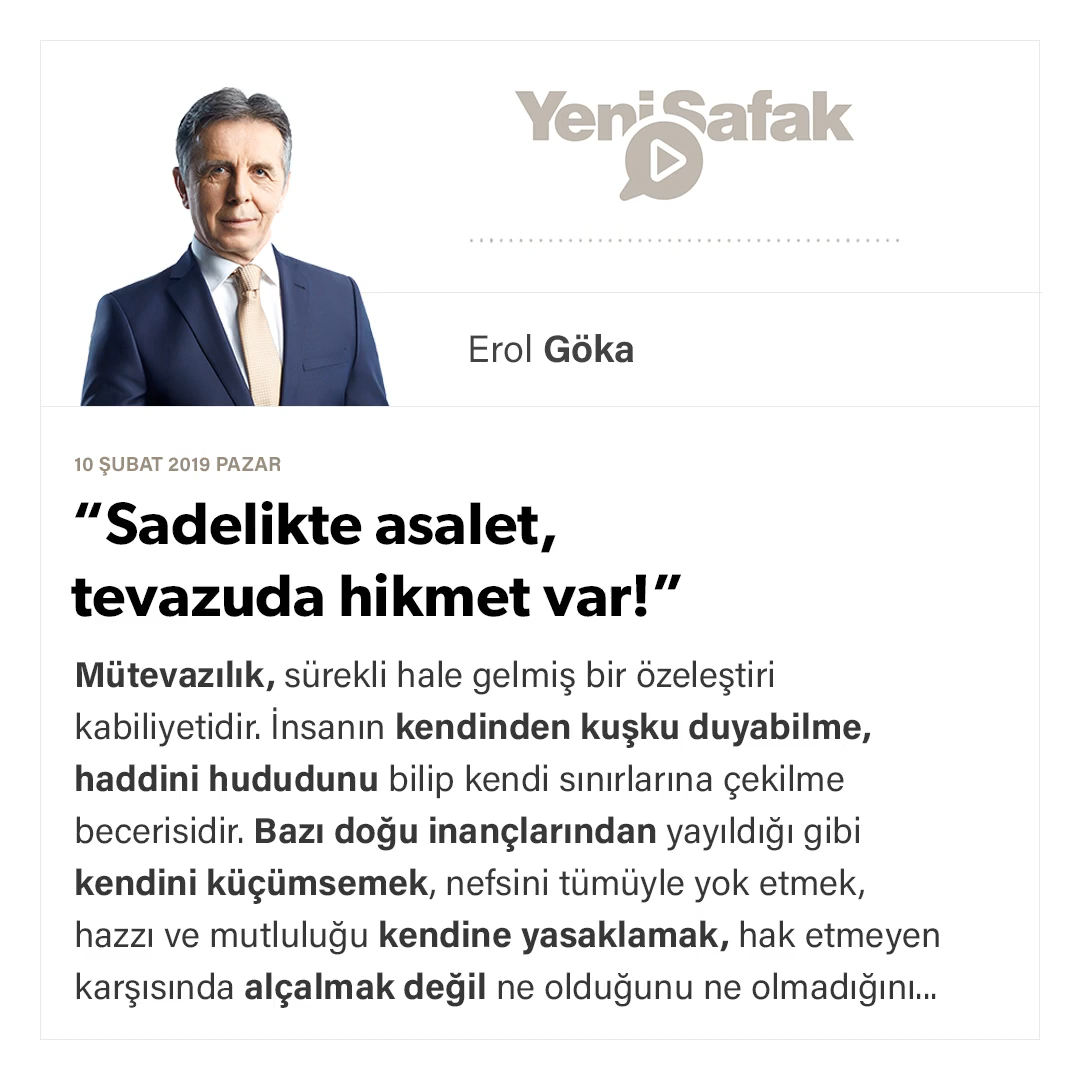 YeniŞafak
Erol Göka
10 ŞUBAT 2019 PAZAR
“Sadelikte asalet,
tevazuda hikmet var!”
Mütevazılık, sürekli hale gelmiş bir özeleştiri
kabiliyetidir. İnsanın kendinden kuşku duyabilme,
haddini hududunu bilip kendi sınırlarına çekilme
becerisidir. Bazı doğu inançlarından yayıldığı gibi
kendini küçümsemek, nefsini tümüyle yok etmek,
hazzı ve mutluluğu kendine yasaklamak, hak etmeyen
karşısında alçalmak değil ne olduğunu ne olmadığını...